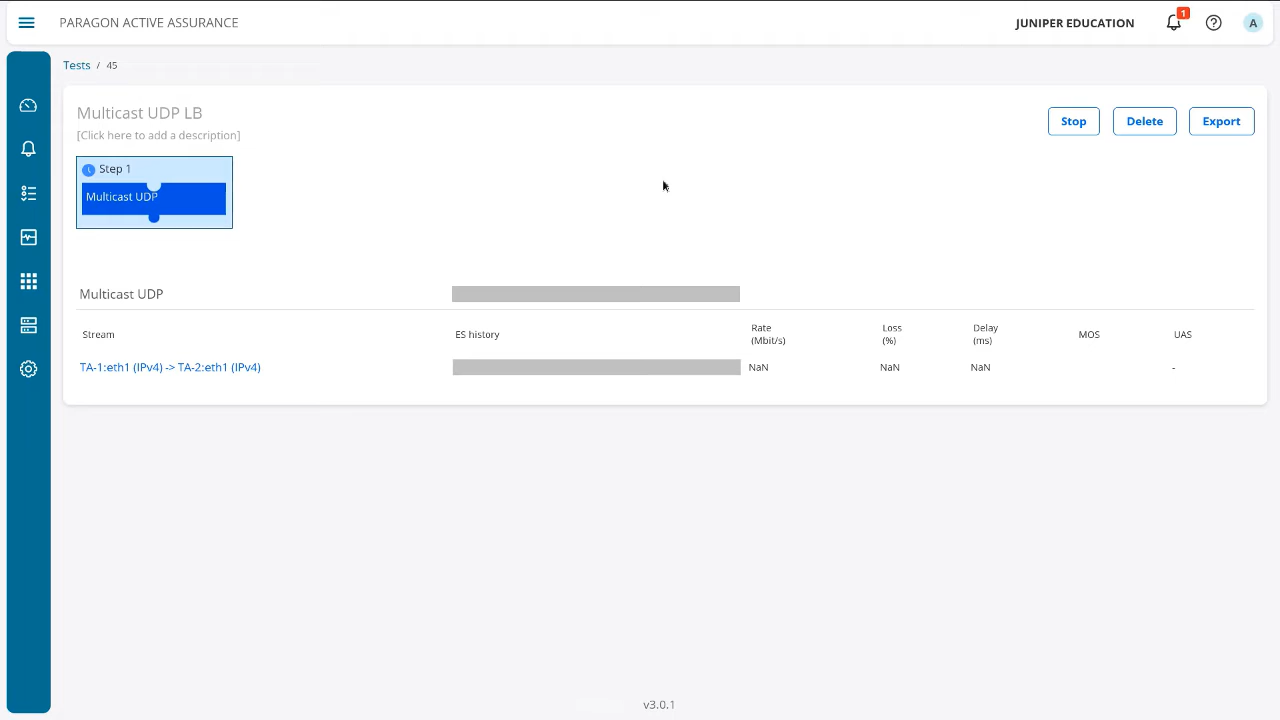 PARAGON ACTIVE ASSURANCE
JUNIPER EDUCATION
1
A
Tests / 45
Multicast UDP LB
[Click here to add a description]
Stop
Delete
Export
Step 1
Multicast UDP
Multicast UDP
Stream
ES history
Rate
(Mbit/s)
Loss
(%)
Delay
(ms)
MOS
UAS
TA-1:eth1 (IPv4) -> TA-2:eth1 (IPv4)
NaN
NaN
NaN
-
v3.0.1